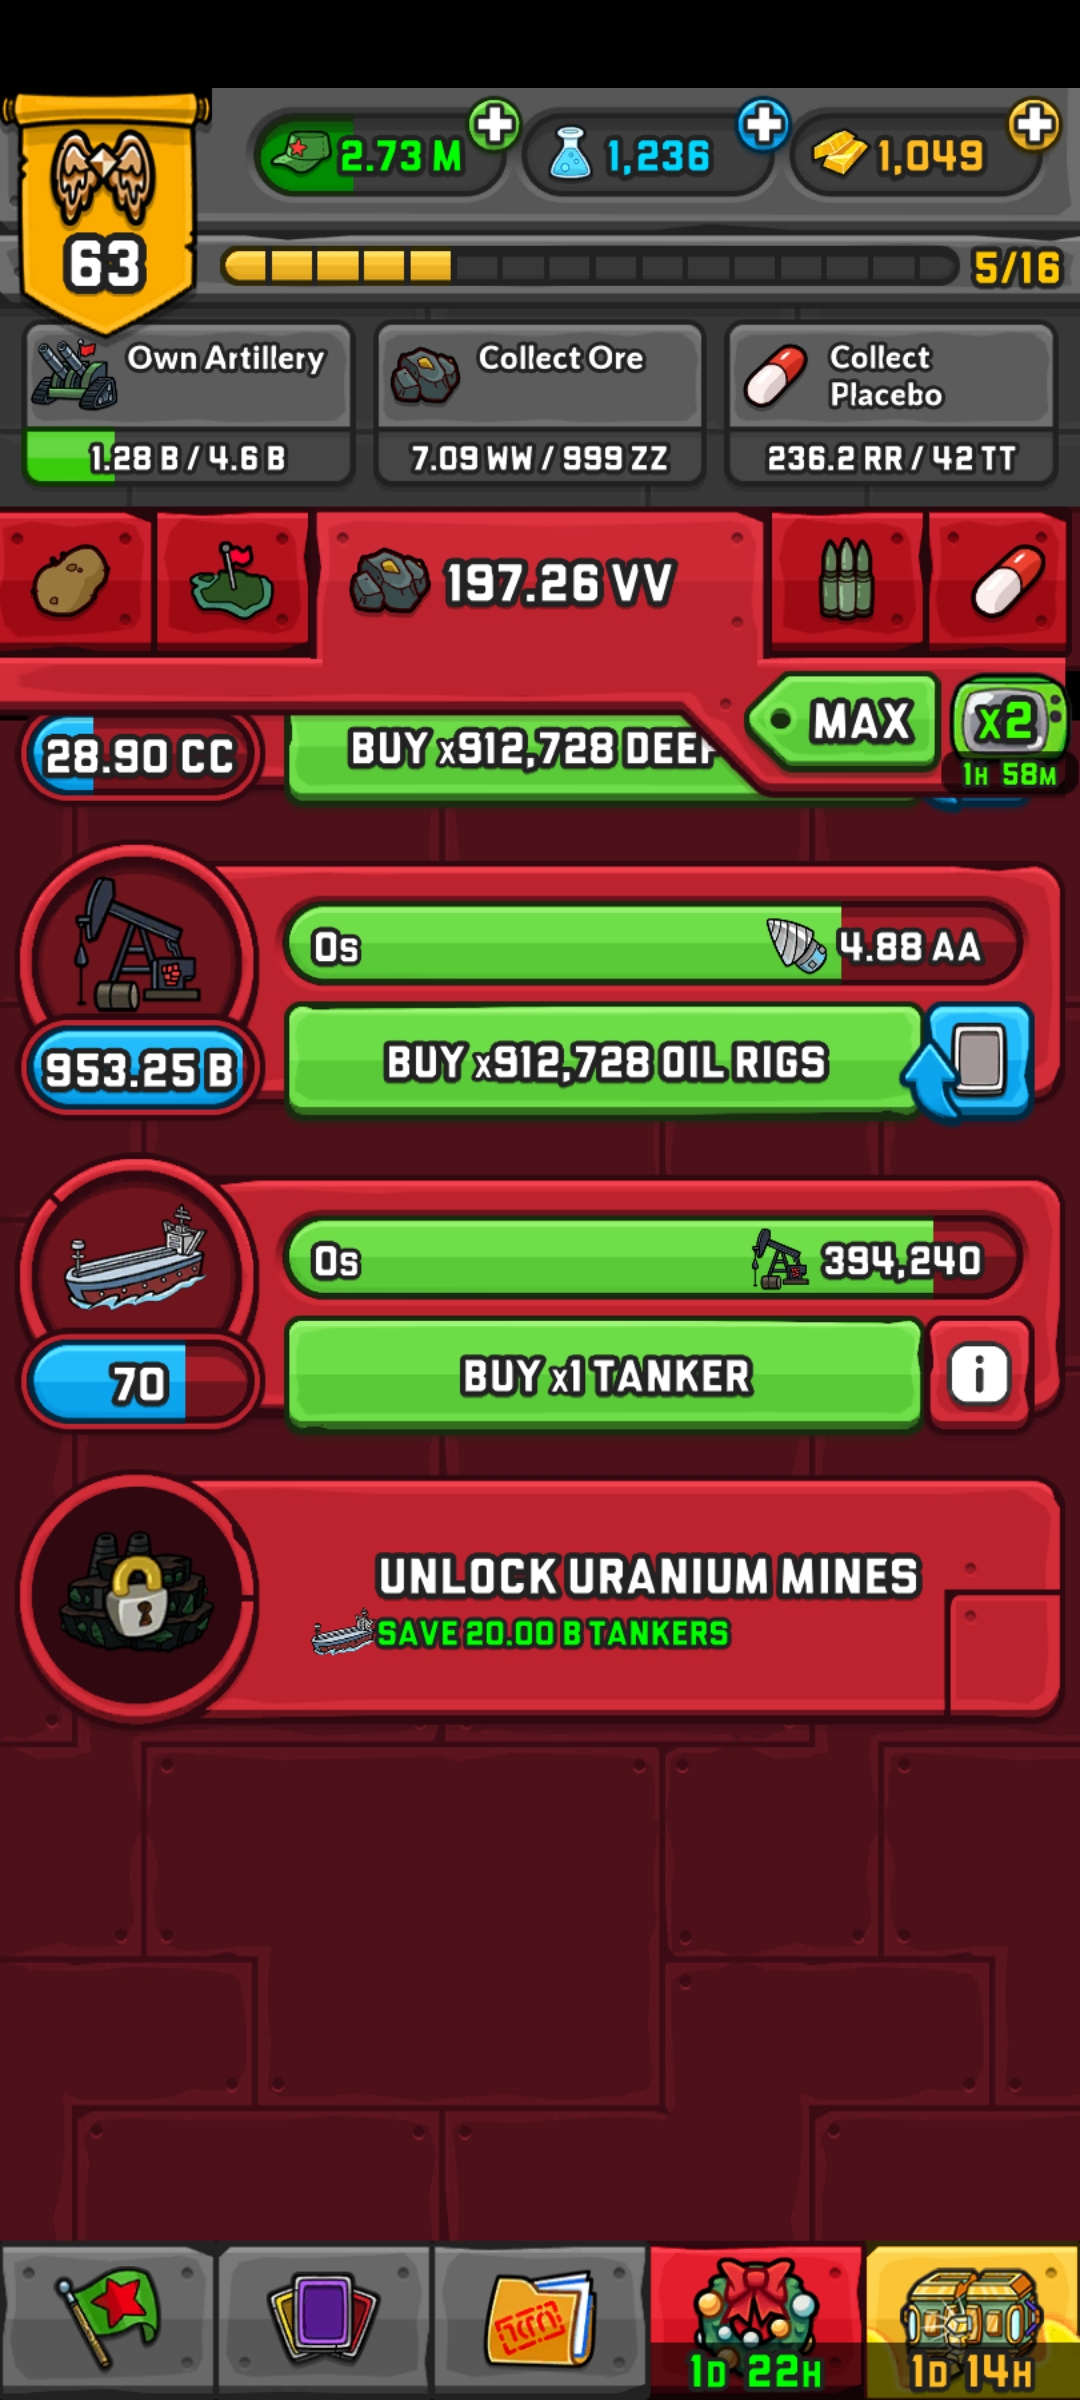 2.73 M
1,236
1,049
63
5/16
Own Artillery
1.28 B / 4.6 B
Collect Ore
7.09 WW / 999 ZZ
Collect
Placebo
236.2 RR / 42 TT
197.26 VV
MAX
x2
1H 58M
28.90 CC
BUY x912,728 DEEP
0s
4.88 AA
953.25 B
BUY x912,728 OIL RIGS
0s
394,240
70
BUY x1 TANKER
i
UNLOCK URANIUM MINES
SAVE 20.00 B TANKERS
1D 22H
1D 14H